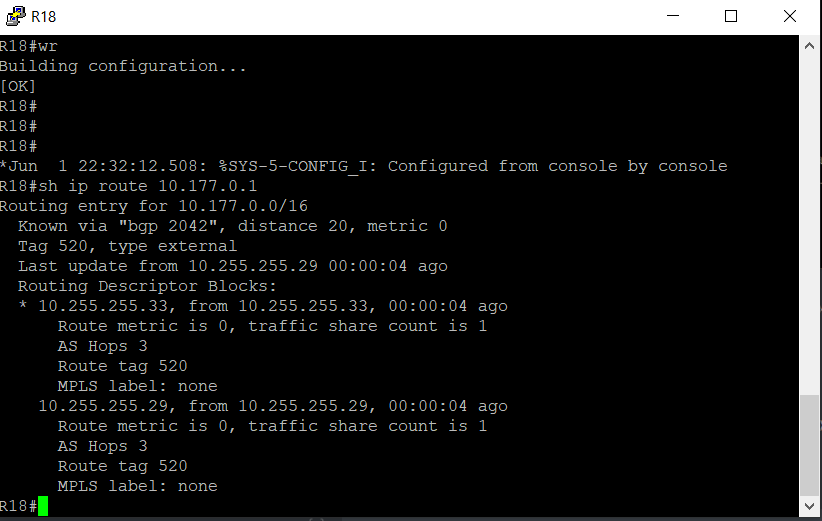 R18
R18#wr
Building configuration...
[OK]
R18#
R18#
R18#
*Jun  1 22:32:12.508: %SYS-5-CONFIG_I: Configured from console by console
R18#sh ip route 10.177.0.1
Routing entry for 10.177.0.0/16
  Known via "bgp 2042", distance 20, metric 0
  Tag 520, type external
  Last update from 10.255.255.29 00:00:04 ago
  Routing Descriptor Blocks:
  * 10.255.255.33, from 10.255.255.33, 00:00:04 ago
      Route metric is 0, traffic share count is 1
      AS Hops 3
      Route tag 520
      MPLS label: none
    10.255.255.29, from 10.255.255.29, 00:00:04 ago
      Route metric is 0, traffic share count is 1
      AS Hops 3
      Route tag 520
      MPLS label: none
R18#